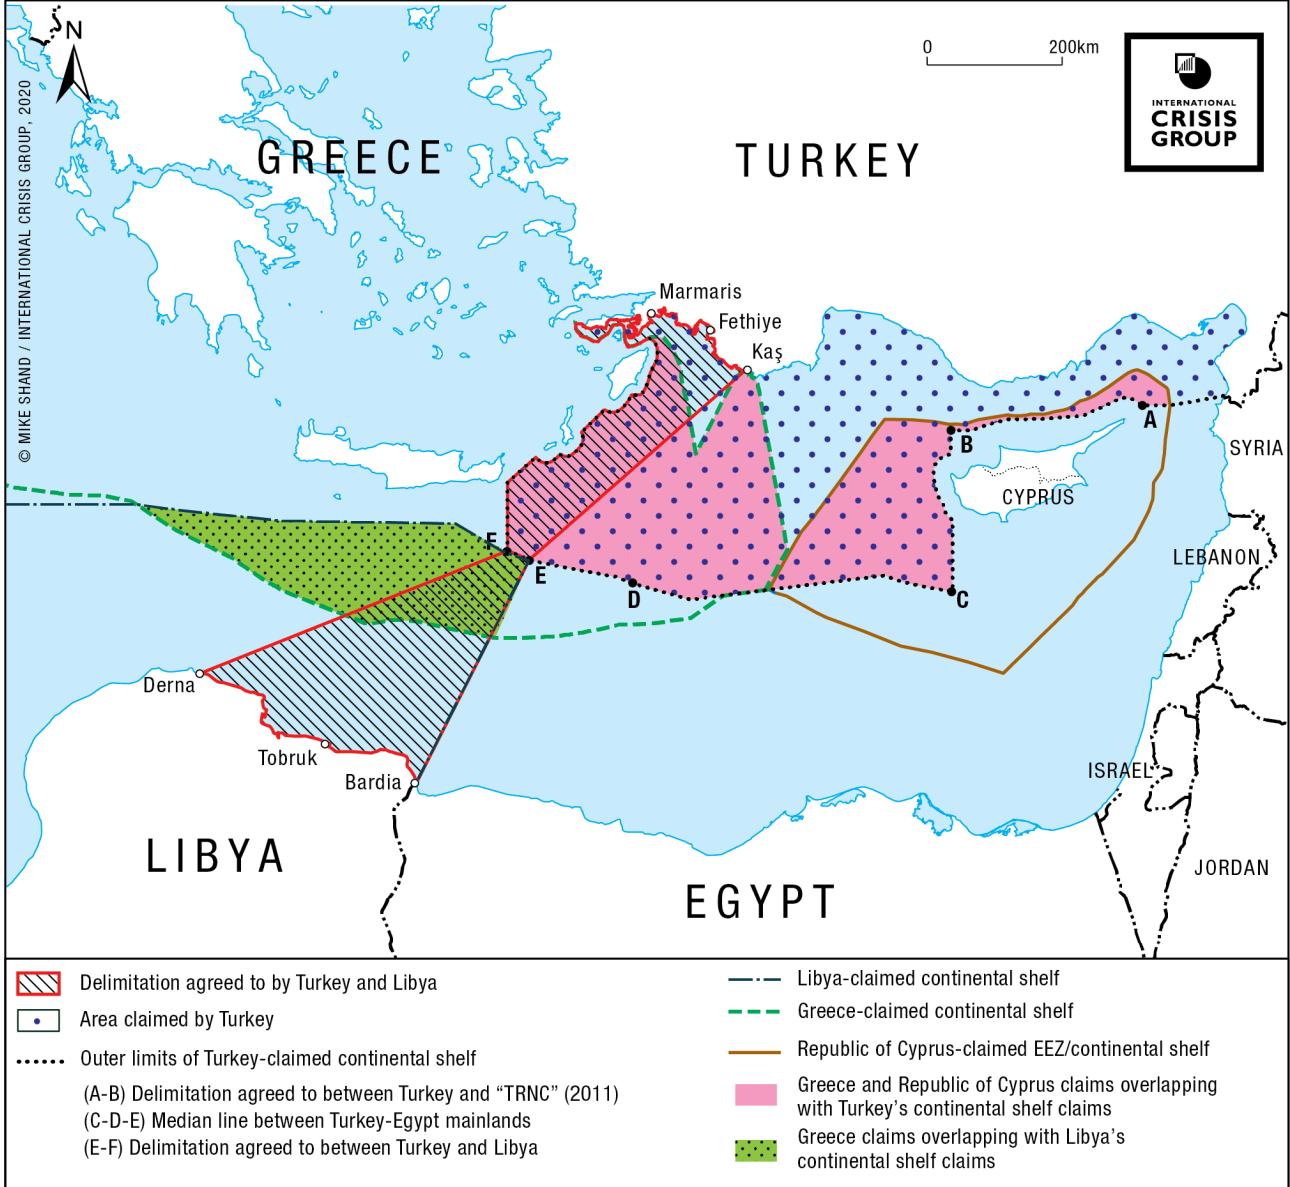 N
0 200km
INTERNATIONAL
CRISIS
GROUP
© MIKE SHAND / INTERNATIONAL CRISIS GROUP, 2020
GREECE
TURKEY
Marmaris
Fethiye
Kaş
A
B
SYRIA
CYPRUS
F
E
LEBANON
D
C
Derna
Tobruk
Bardia
ISRAEL
LIBYA
JORDAN
EGYPT
Delimitation agreed to by Turkey and Libya
Area claimed by Turkey
Outer limits of Turkey-claimed continental shelf
(A-B) Delimitation agreed to between Turkey and “TRNC” (2011)
(C-D-E) Median line between Turkey-Egypt mainlands
(E-F) Delimitation agreed to between Turkey and Libya
Libya-claimed continental shelf
Greece-claimed continental shelf
Republic of Cyprus-claimed EEZ/continental shelf
Greece and Republic of Cyprus claims overlapping
with Turkey’s continental shelf claims
Greece claims overlapping with Libya’s
continental shelf claims